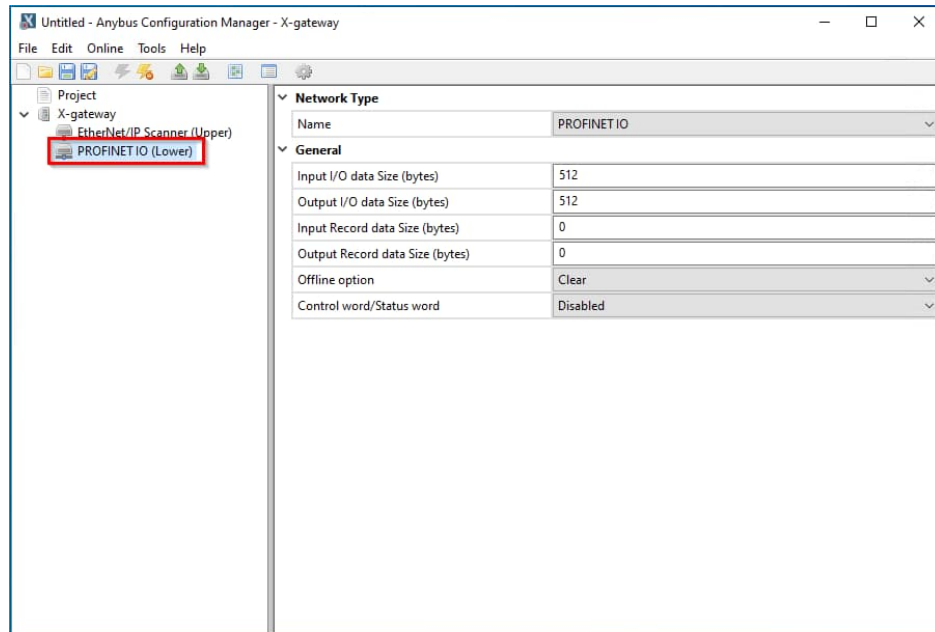 Untitled - Anybus Configuration Manager - X-gateway
File Edit Online Tools Help
Project
X-gateway
EtherNet/IP Scanner (Upper)
PROFINET IO (Lower)
Network Type
Name PROFINET IO
General
Input I/O data Size (bytes) 512
Output I/O data Size (bytes) 512
Input Record data Size (bytes) 0
Output Record data Size (bytes) 0
Offline option Clear
Control word/Status word Disabled